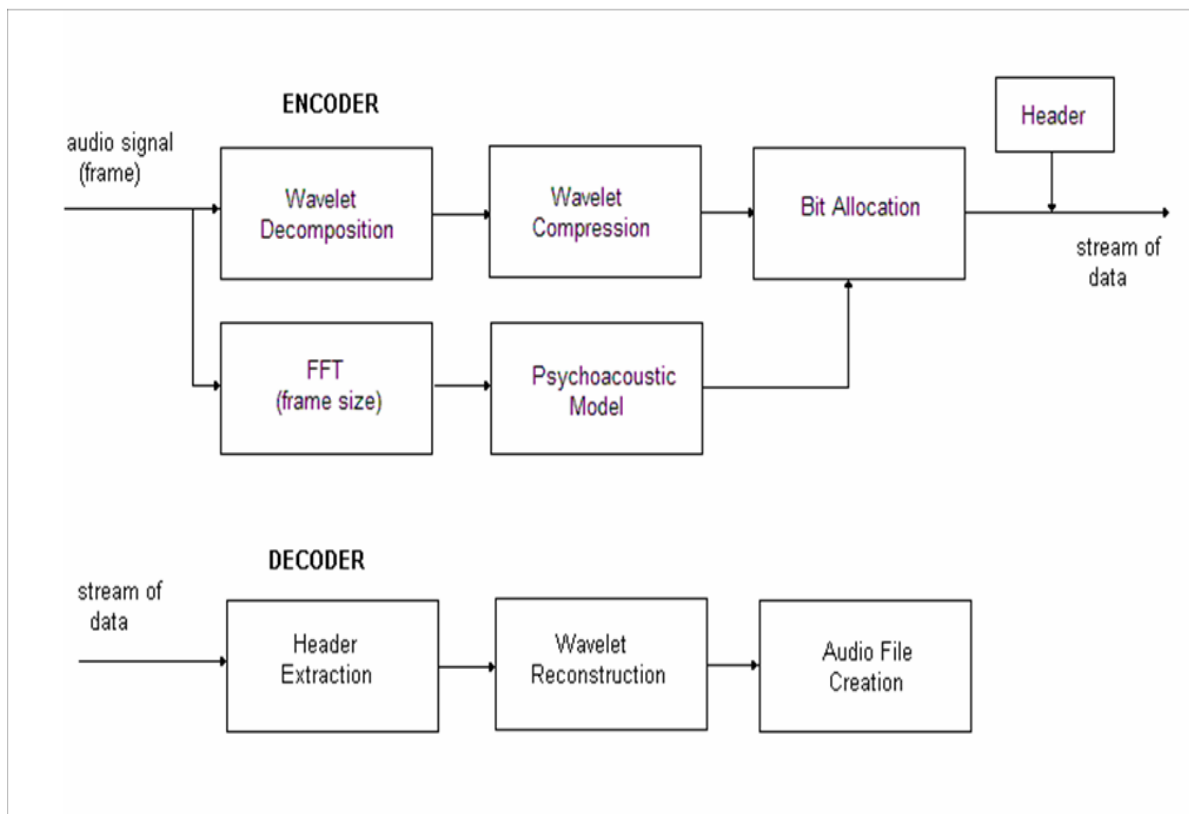 ENCODER
Header
audio signal
(frame)
Wavelet
Decomposition
Wavelet
Compression
Bit Allocation
stream of
data
FFT
(frame size)
Psychoacoustic
Model
DECODER
stream of
data
Header
Extraction
Wavelet
Reconstruction
Audio File
Creation